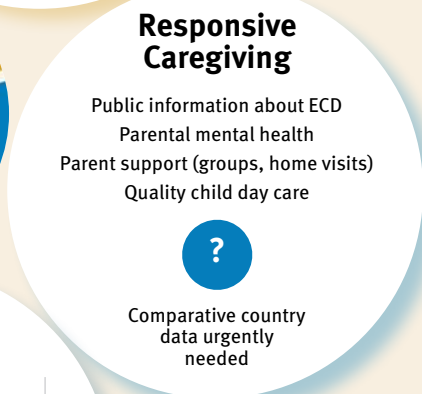 Responsive
Caregiving
Public information about ECD
Parental mental health
Parent support (groups, home visits)
Quality child day care
?
Comparative country
data urgently
needed